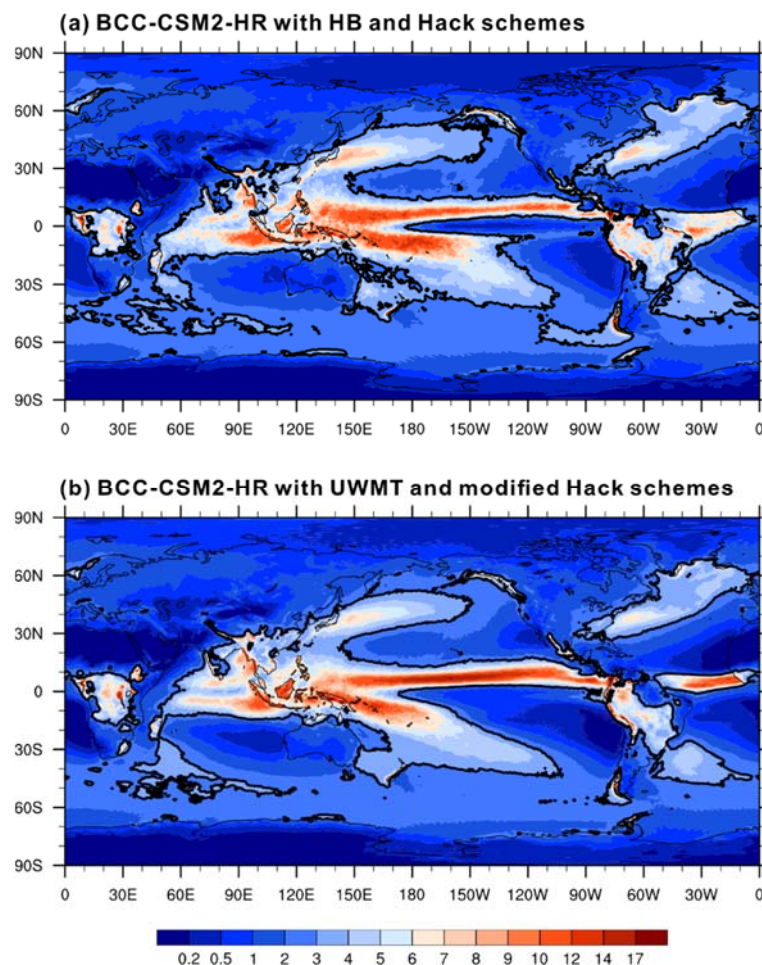 (a) BCC-CSM2-HR with HB and Hack schemes
90N
60N
30N
0
30S
60S
90S
0 30E 60E 90E 120E 150E 180 150W 120W 90W 60W 30W 0
(b) BCC-CSM2-HR with UWMT and modified Hack schemes
90N
60N
30N
0
30S
60S
90S
0 30E 60E 90E 120E 150E 180 150W 120W 90W 60W 30W 0
0.2 0.5 1 2 3 4 5 6 7 8 9 10 12 14 17